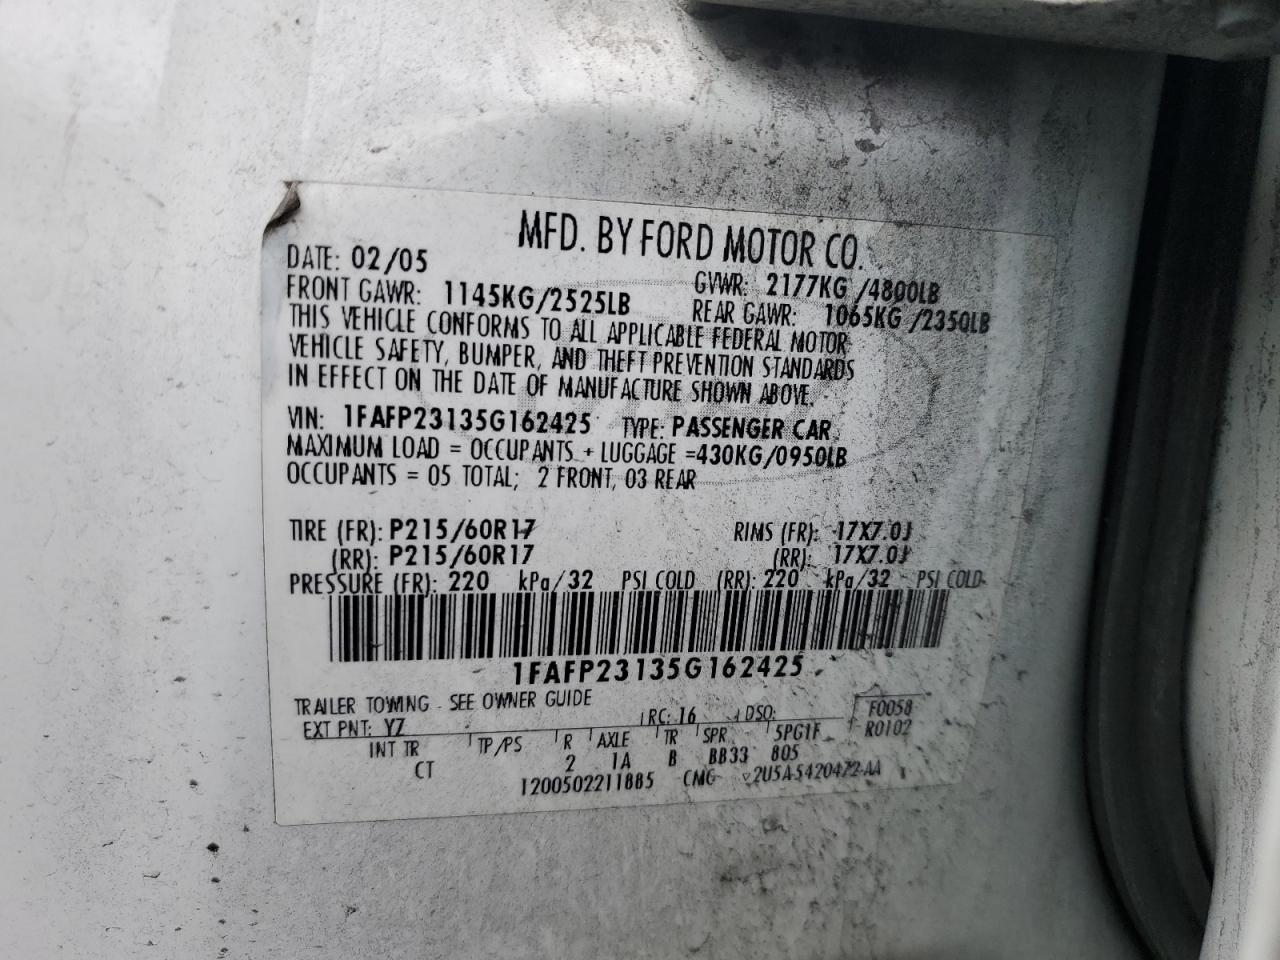 MFD. BY FORD MOTOR CO.
DATE: 02/05 GVWR: 2177KG /4800LB
FRONT GAWR: 1145KG/2525LB REAR GAWR: 1065KG /2350LB
THIS VEHICLE CONFORMS TO ALL APPLICABLE FEDERAL MOTOR
VEHICLE SAFETY, BUMPER, AND THEFT PREVENTION STANDARDS
IN EFFECT ON THE DATE OF MANUFACTURE SHOWN ABOVE.
VIN: 1FAFP23135G162425 TYPE: PASSENGER CAR
MAXIMUM LOAD = OCCUPANTS + LUGGAGE =430KG/0950LB
OCCUPANTS = 05 TOTAL; 2 FRONT, 03 REAR
TIRE (FR): P215/60R17 RIMS (FR): 17X7.0J
(RR): P215/60R17 (RR): 17X7.0J
PRESSURE (FR): 220 kPa/32 PSI COLD (RR): 220 kPa/32 PSI COLD
1FAFP23135G162425
TRAILER TOWING - SEE OWNER GUIDE
EXT PNT: YZ RC: 16 DSO: F0058
INT TR TP/PS R AXLE TR SPR 5PG1F R0102
CT 2 1A B BB33 805
1200502211885 CMC 2U5A-5420472-AA